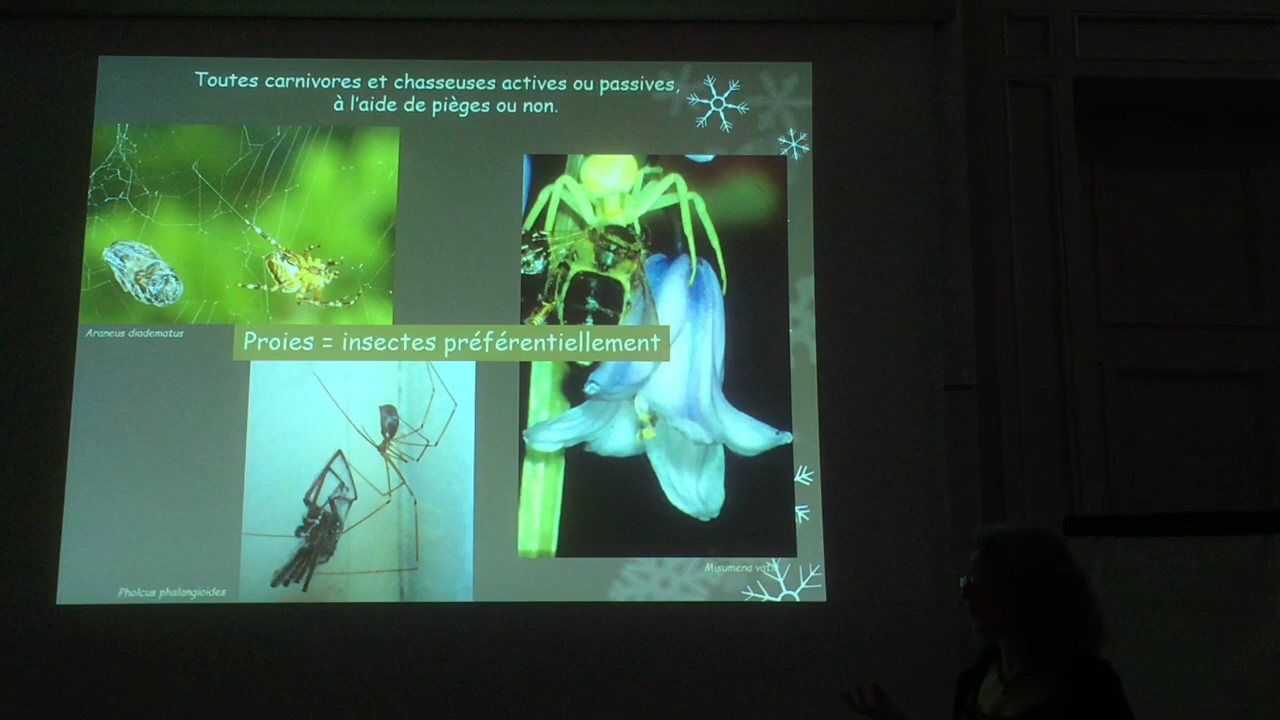 Toutes carnivores et chasseuses actives ou passives,
à l'aide de pièges ou non.
Araneus diadematus
Proies = insectes préférentiellement
Pholcus phalangioides
Misumena